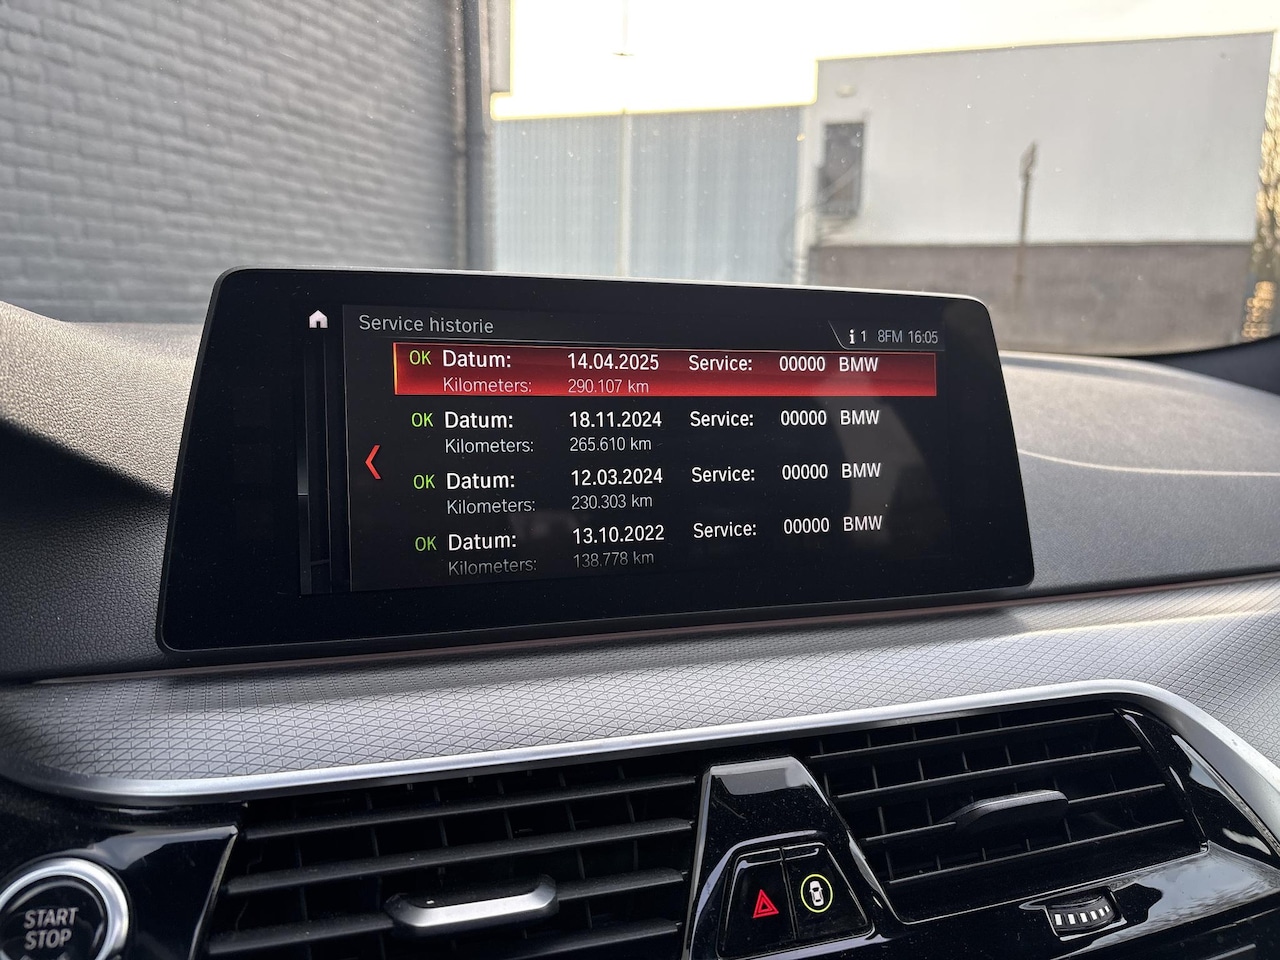 Service historie
i 1 8FM 16:05
OK Datum: 14.04.2025 Service: 00000 BMW
Kilometers: 290.107 km
OK Datum: 18.11.2024 Service: 00000 BMW
Kilometers: 265.610 km
OK Datum: 12.03.2024 Service: 00000 BMW
Kilometers: 230.303 km
OK Datum: 13.10.2022 Service: 00000 BMW
Kilometers: 138.778 km
START
STOP